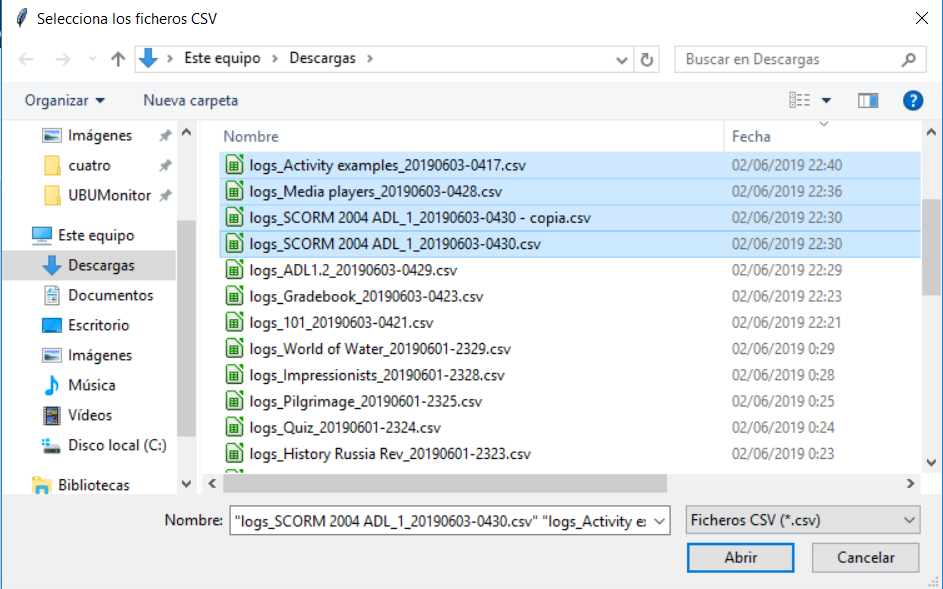 Selecciona los ficheros CSV
Este equipo > Descargas >
Buscar en Descargas
Organizar
Nueva carpeta
Imágenes
cuatro
UBUMonitor
Este equipo
Descargas
Documentos
Escritorio
Imágenes
Música
Vídeos
Disco local (C:)
Bibliotecas
Nombre Fecha
logs_Activity examples_20190603-0417.csv 02/06/2019 22:40
logs_Media players_20190603-0428.csv 02/06/2019 22:36
logs_SCORM 2004 ADL_1_20190603-0430 - copia.csv 02/06/2019 22:30
logs_SCORM 2004 ADL_1_20190603-0430.csv 02/06/2019 22:30
logs_ADL1.2_20190603-0429.csv 02/06/2019 22:29
logs_Gradebook_20190603-0423.csv 02/06/2019 22:23
logs_101_20190603-0421.csv 02/06/2019 22:21
logs_World of Water_20190601-2329.csv 02/06/2019 0:29
logs_Impressionists_20190601-2328.csv 02/06/2019 0:28
logs_Pilgrimage_20190601-2325.csv 02/06/2019 0:25
logs_Quiz_20190601-2324.csv 02/06/2019 0:24
logs_History Russia Rev_20190601-2323.csv 02/06/2019 0:23
Nombre: "logs_SCORM 2004 ADL_1_20190603-0430.csv" "logs_Activity e
Ficheros CSV (*.csv)
Abrir
Cancelar